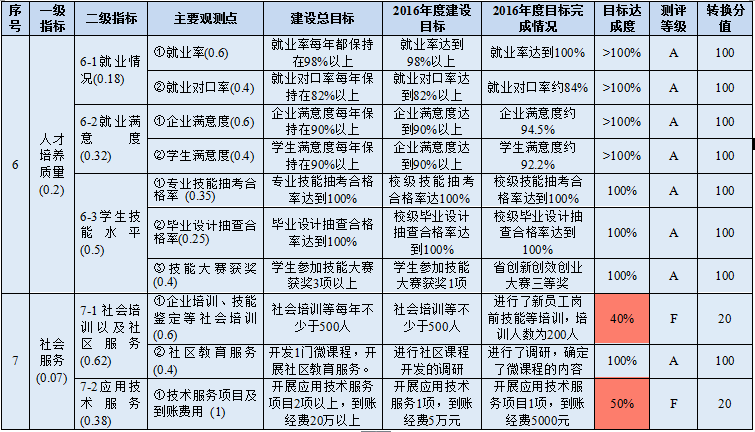 序号 一级指标 二级指标 主要观测点 建设总目标 2016年度建设目标 2016年度目标完成情况 目标达成度 测评等级 转换分值
6 人才培养质量(0.2)
6-1就业情况(0.18) ①就业率(0.6) 就业率每年都保持在98%以上 就业率达到98%以上 就业率达到100% >100% A 100
②就业对口率(0.4) 就业对口率每年保持在82%以上 就业对口率达到82%以上 就业对口率约84% >100% A 100
6-2就业满意度(0.32) ①企业满意度(0.6) 企业满意度每年保持在90%以上 企业满意度达到90%以上 企业满意度约94.5% >100% A 100
②学生满意度(0.4) 学生满意度每年保持在90%以上 学生满意度达到90%以上 学生满意度约92.2% >100% A 100
6-3学生技能水平(0.5) ①专业技能抽考合格率 (0.35) 专业技能抽考合格率达到100% 校级技能抽考合格率达100% 校级技能抽考合格率达到100% 100% A 100
②毕业设计抽查合格率(0.25) 毕业设计抽查合格率达到100% 校级毕业设计抽查合格率达到100% 校级毕业设计抽查合格率达到100% 100% A 100
③技能大赛获奖(0.4) 学生参加技能大赛获奖3项以上 学生参加技能大赛获奖1项 省创新创效创业大赛三等奖 100% A 100
7 社会服务(0.07)
7-1社会培训以及社区服务(0.62) ①企业培训、技能鉴定等社会培训(0.6) 社会培训等每年不少于500人 社会培训等不少于500人 进行了新员工岗前技能等培训，培训人数为200人 40% F 20
②社区教育服务(0.4) 开发1门微课程，开展社区教育服务。 进行社区课程开发的调研 进行了调研，确定了微课程的内容 100% A 100
7-2应用技术服务(0.38) ①技术服务项目及到账费用 (1) 开展应用技术服务项目2项以上，到账经费20万以上 开展应用技术服务1项，到账经费5万元 开展应用技术服务项目1项，到账经费5000元 50% F 20